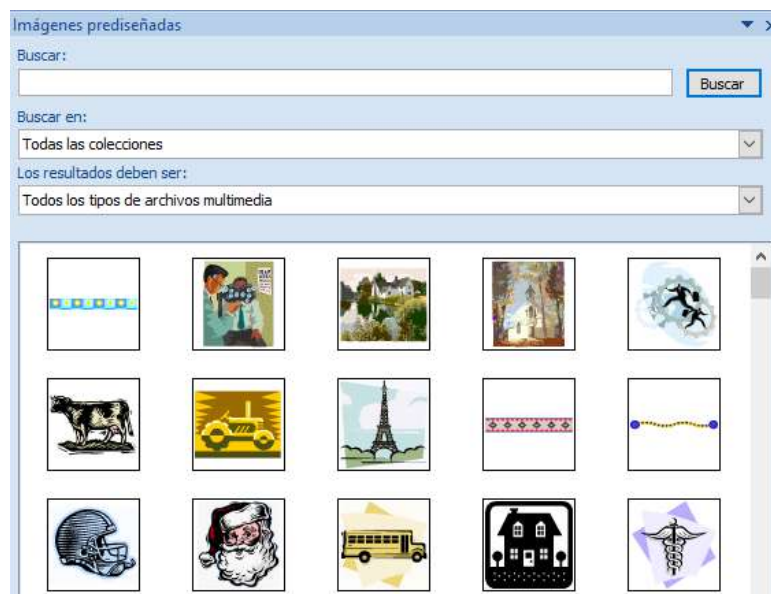 Imágenes prediseñadas
Buscar:
Buscar
Buscar en:
Todas las colecciones
Los resultados deben ser:
Todos los tipos de archivos multimedia